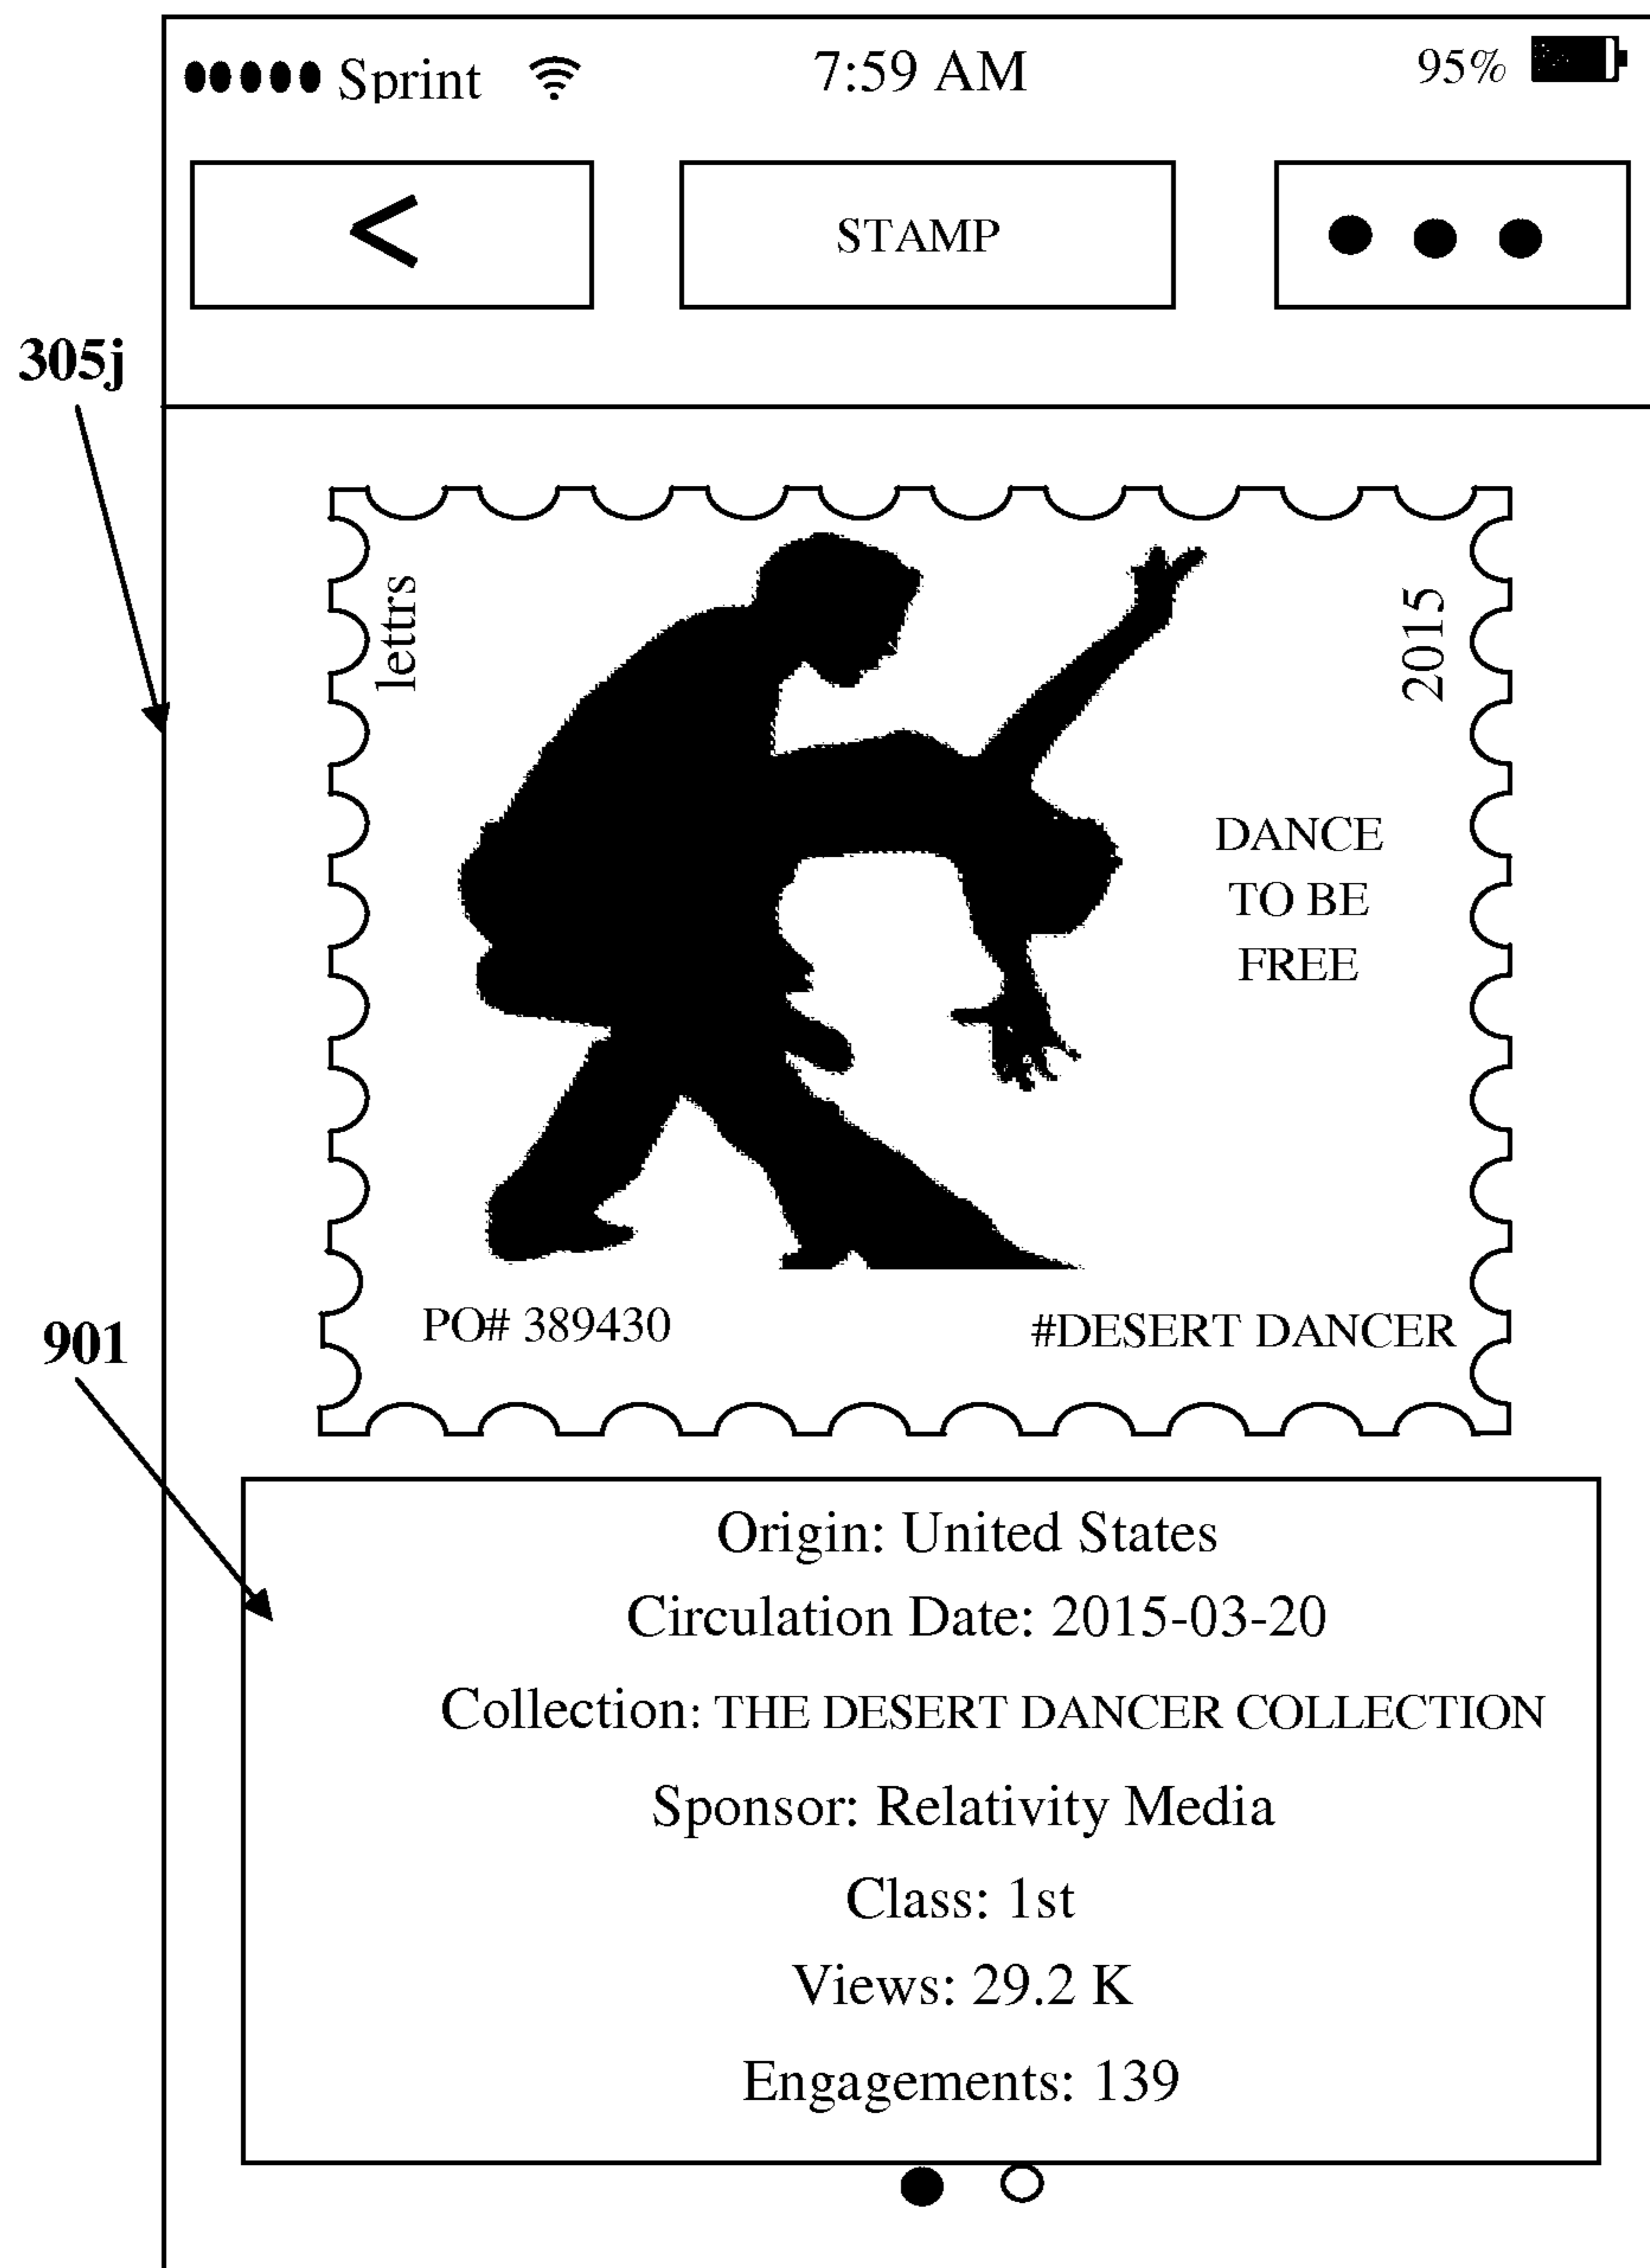 Sprint 7:59 AM 95%
< STAMP
305j
lettrs
2015
DANCE
TO BE
FREE
PO# 389430 #DESERT DANCER
901
Origin: United States
Circulation Date: 2015-03-20
Collection: THE DESERT DANCER COLLECTION
Sponsor: Relativity Media
Class: 1st
Views: 29.2 K
Engagements: 139